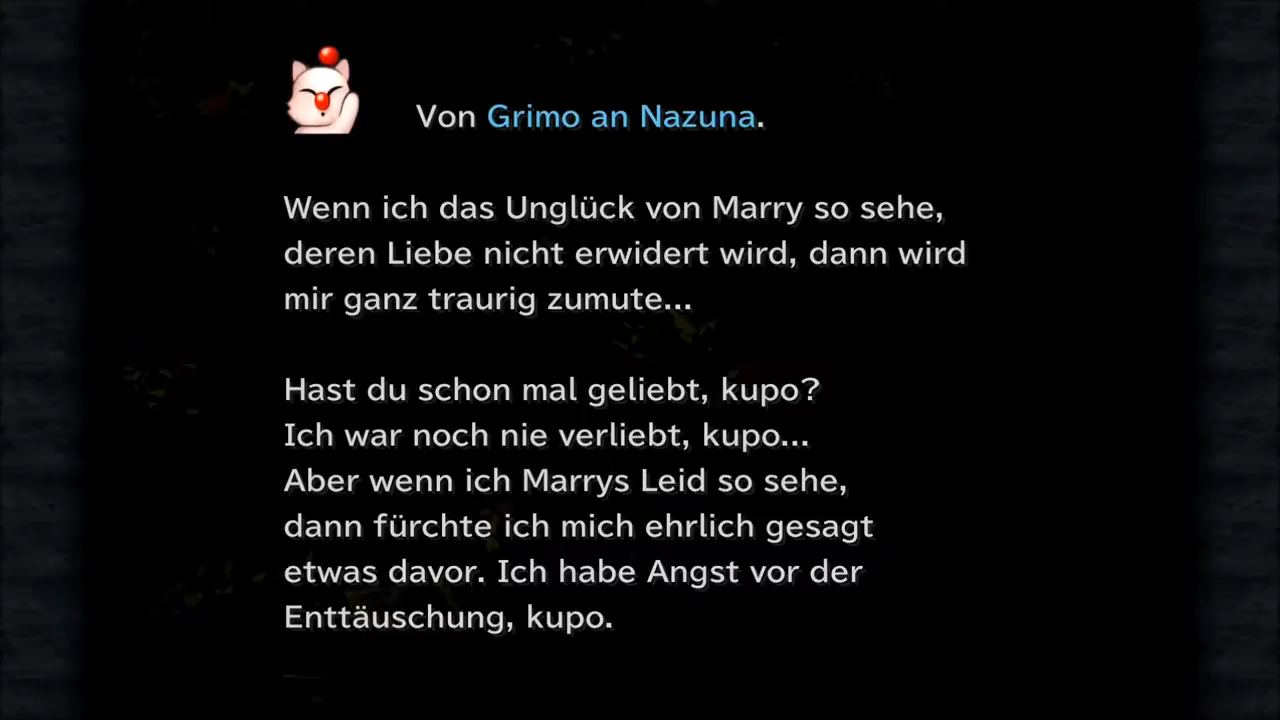 Von Grimo an Nazuna.
Wenn ich das Unglück von Marry so sehe,
deren Liebe nicht erwidert wird, dann wird
mir ganz traurig zumute...
Hast du schon mal geliebt, kupo?
Ich war noch nie verliebt, kupo...
Aber wenn ich Marrys Leid so sehe,
dann fürchte ich mich ehrlich gesagt
etwas davor. Ich habe Angst vor der
Enttäuschung, kupo.